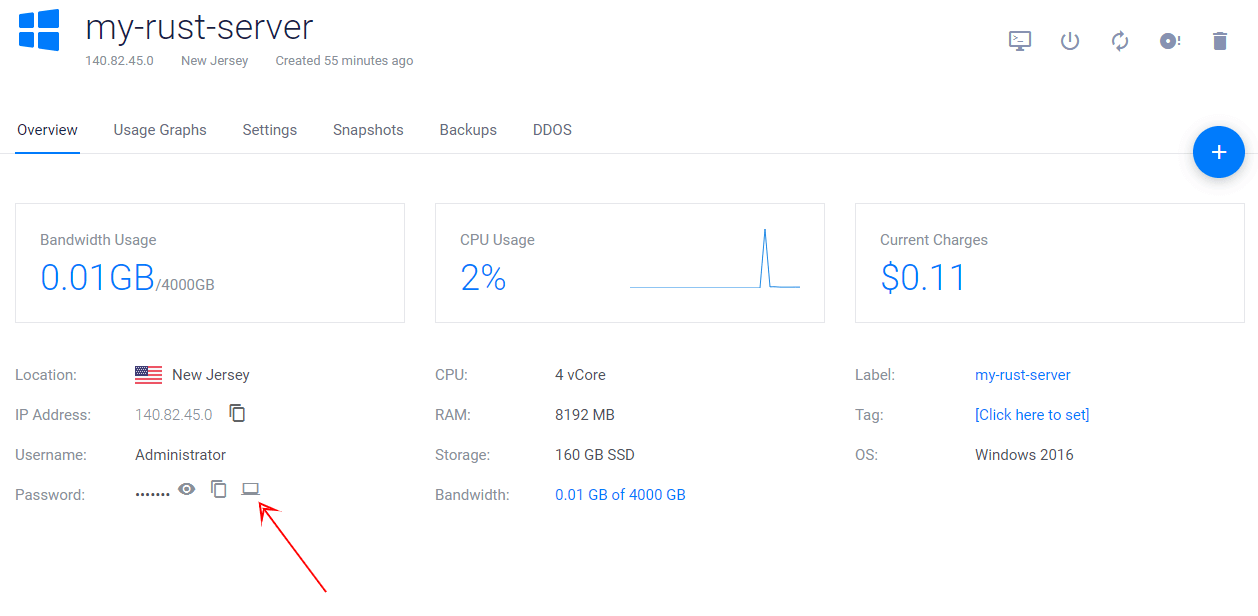 my-rust-server
140.82.45.0 New Jersey Created 55 minutes ago
Overview Usage Graphs Settings Snapshots Backups DDOS
Bandwidth Usage
0.01GB/4000GB
CPU Usage
2%
Current Charges
$0.11
Location: New Jersey
IP Address: 140.82.45.0
Username: Administrator
Password: •••••••
CPU: 4 vCore
RAM: 8192 MB
Storage: 160 GB SSD
Bandwidth: 0.01 GB of 4000 GB
Label: my-rust-server
Tag: [Click here to set]
OS: Windows 2016